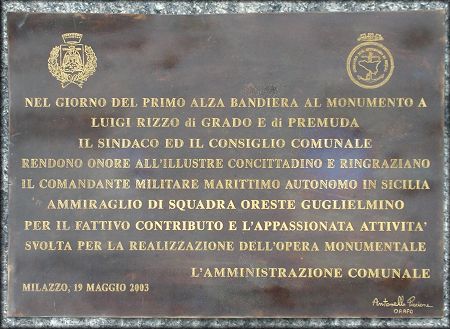 NEL GIORNO DEL PRIMO ALZA BANDIERA AL MONUMENTO A
LUIGI RIZZO di GRADO E di PREMUDA
IL SINDACO ED IL CONSIGLIO COMUNALE
RENDONO ONORE ALL'ILLUSTRE CONCITTADINO E RINGRAZIANO
IL COMANDANTE MILITARE MARITTIMO AUTONOMO IN SICILIA
AMMIRAGLIO DI SQUADRA ORESTE GUGLIELMINO
PER IL FATTIVO CONTRIBUTO E L'APPASSIONATA ATTIVITA'
SVOLTA PER LA REALIZZAZIONE DELL'OPERA MONUMENTALE
L'AMMINISTRAZIONE COMUNALE
MILAZZO, 19 MAGGIO 2003
Antonello
ORAFO